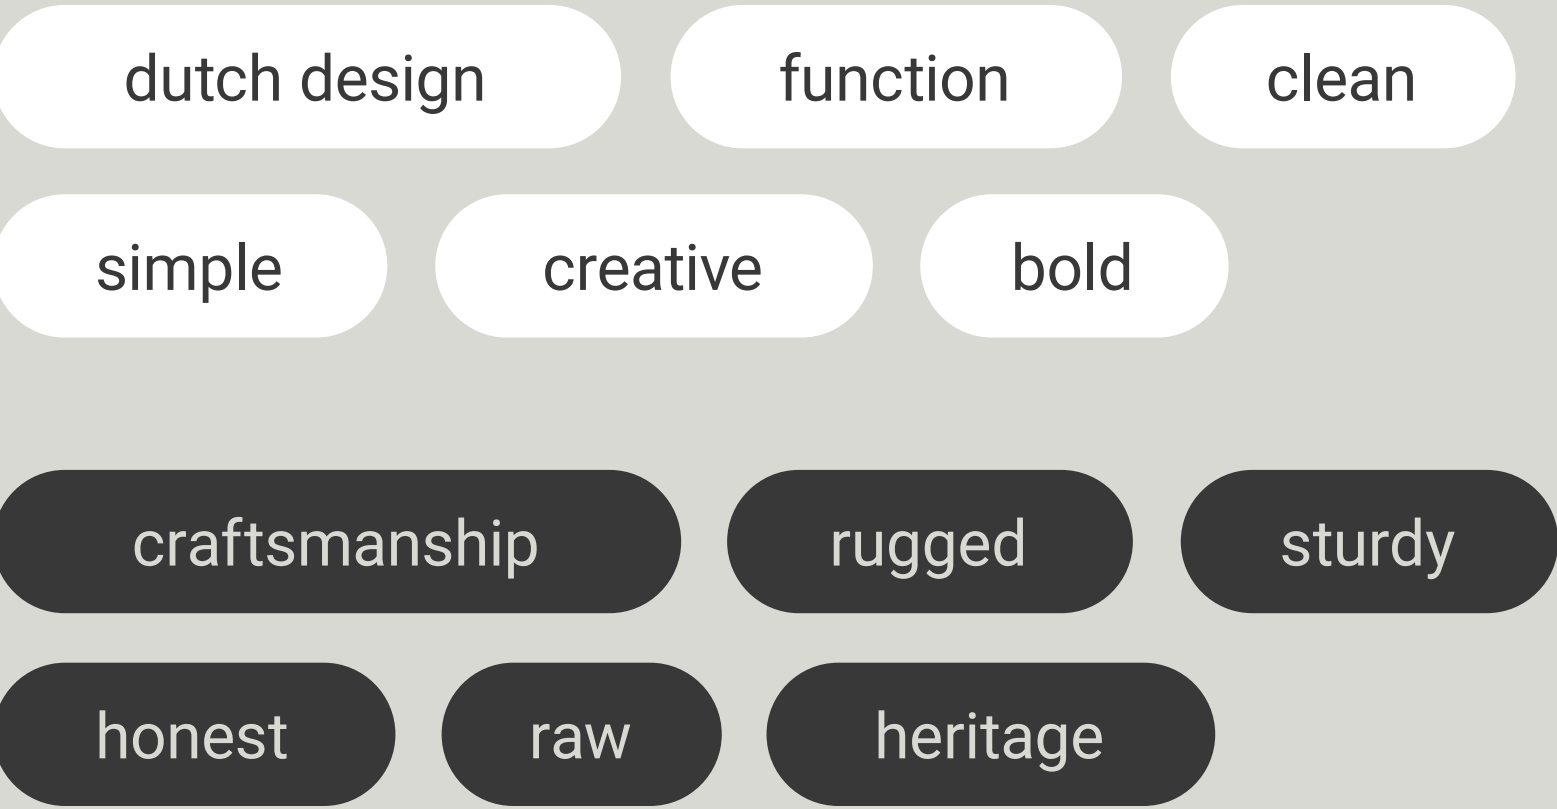 dutch design function clean
simple creative bold
craftsmanship rugged sturdy
honest raw heritage